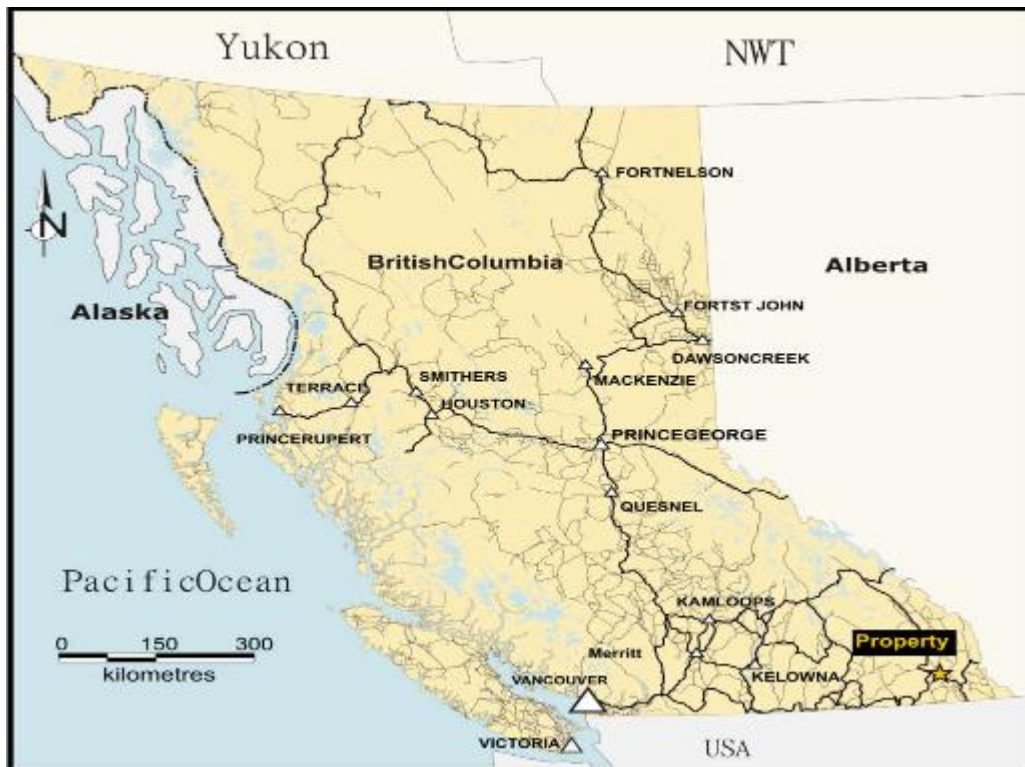 Yukon
NWT
FORTNELSON
BritishColumbia
Alberta
N
Alaska
FORTST JOHN
DAWSONCREEK
SMITHERS
MACKENZIE
TERRACE
HOUSTON
PRINCERUPERT
PRINCEGEORGE
QUESNEL
PacificOcean
KAMLOOPS
0 150 300
kilometres
Property
Merritt
KELOWNA
VANCOUVER
VICTORIA
USA